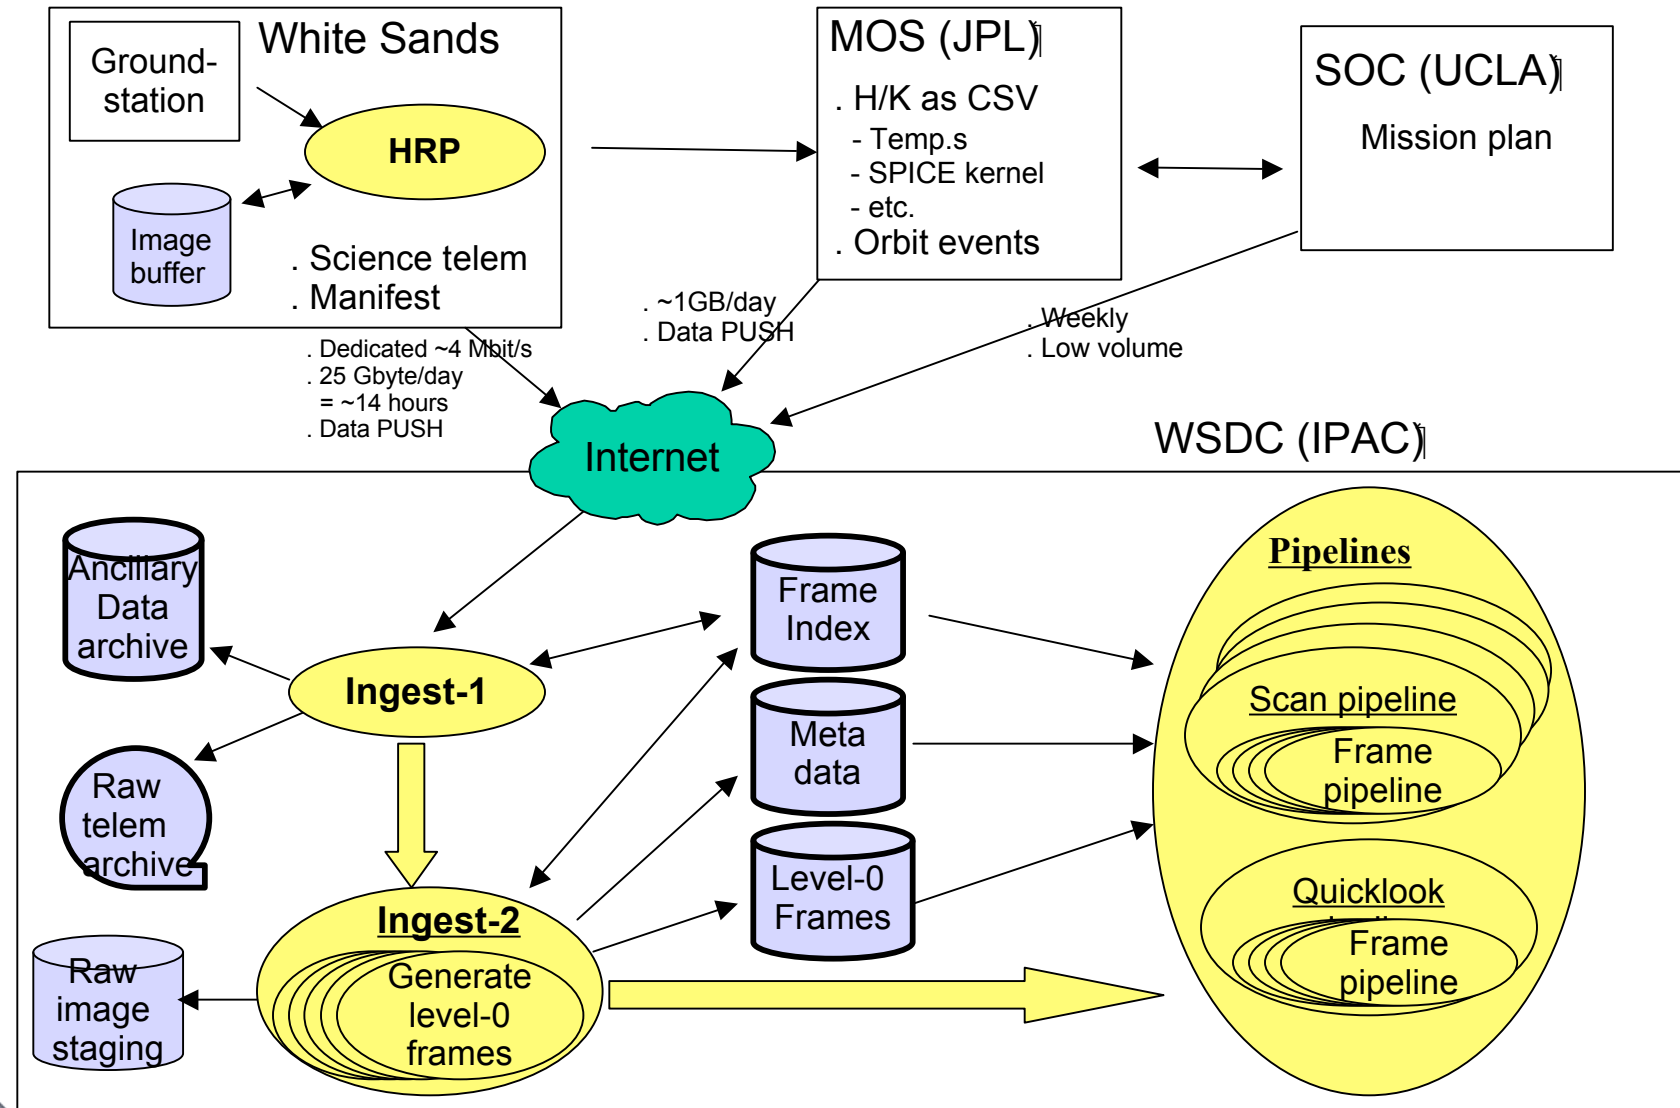 White Sands
Ground-
station
HRP
Image
buffer
. Science telem
. Manifest
MOS (JPL)
. H/K as CSV
- Temp.s
- SPICE kernel
- etc.
. Orbit events
SOC (UCLA)
Mission plan
. Dedicated ~4 Mbit/s
. 25 Gbyte/day
= ~14 hours
. Data PUSH
. ~1GB/day
. Data PUSH
. Weekly
. Low volume
Internet
WSDC (IPAC)
Ancillary
Data
archive
Ingest-1
Raw
telem
archive
Ingest-2
Generate
level-0
frames
Raw
image
staging
Frame
Index
Meta
data
Level-0
Frames
Pipelines
Scan pipeline
Frame
pipeline
Quicklook
Frame
pipeline